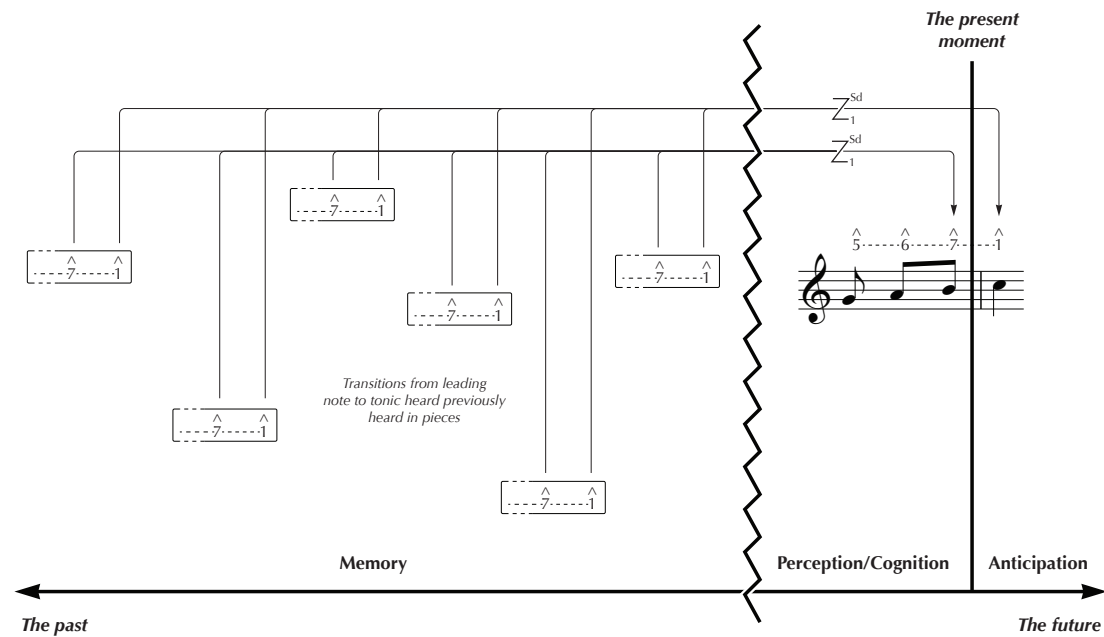 The present
moment
Z Sd 1
Z Sd 1
^7 ^1
^5 ^6 ^7 ^1
^7 ^1
^7 ^1
^7 ^1
Transitions from leading
note to tonic heard previously
heard in pieces
^7 ^1
^7 ^1
Memory
Perception/Cognition
Anticipation
The past
The future